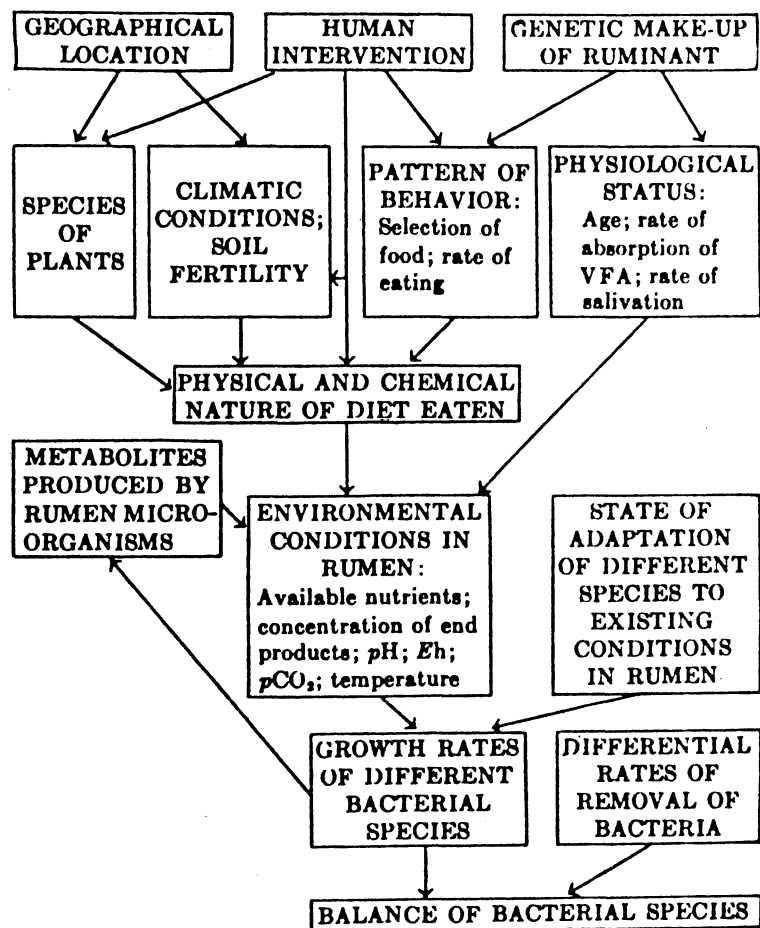 GEOGRAPHICAL
LOCATION
HUMAN
INTERVENTION
GENETIC MAKE-UP
OF RUMINANT
SPECIES
OF
PLANTS
CLIMATIC
CONDITIONS;
SOIL
FERTILITY
PATTERN OF
BEHAVIOR:
Selection of
food; rate of
eating
PHYSIOLOGICAL
STATUS:
Age; rate of
absorption of
VFA; rate of
salivation
PHYSICAL AND CHEMICAL
NATURE OF DIET EATEN
METABOLITES
PRODUCED BY
RUMEN MICRO-
ORGANISMS
ENVIRONMENTAL
CONDITIONS IN
RUMEN:
Available nutrients;
concentration of end
products; pH; Eh;
pCO₂; temperature
STATE OF
ADAPTATION
OF DIFFERENT
SPECIES TO
EXISTING
CONDITIONS
IN RUMEN
GROWTH RATES
OF DIFFERENT
BACTERIAL
SPECIES
DIFFERENTIAL
RATES OF
REMOVAL OF
BACTERIA
BALANCE OF BACTERIAL SPECIES